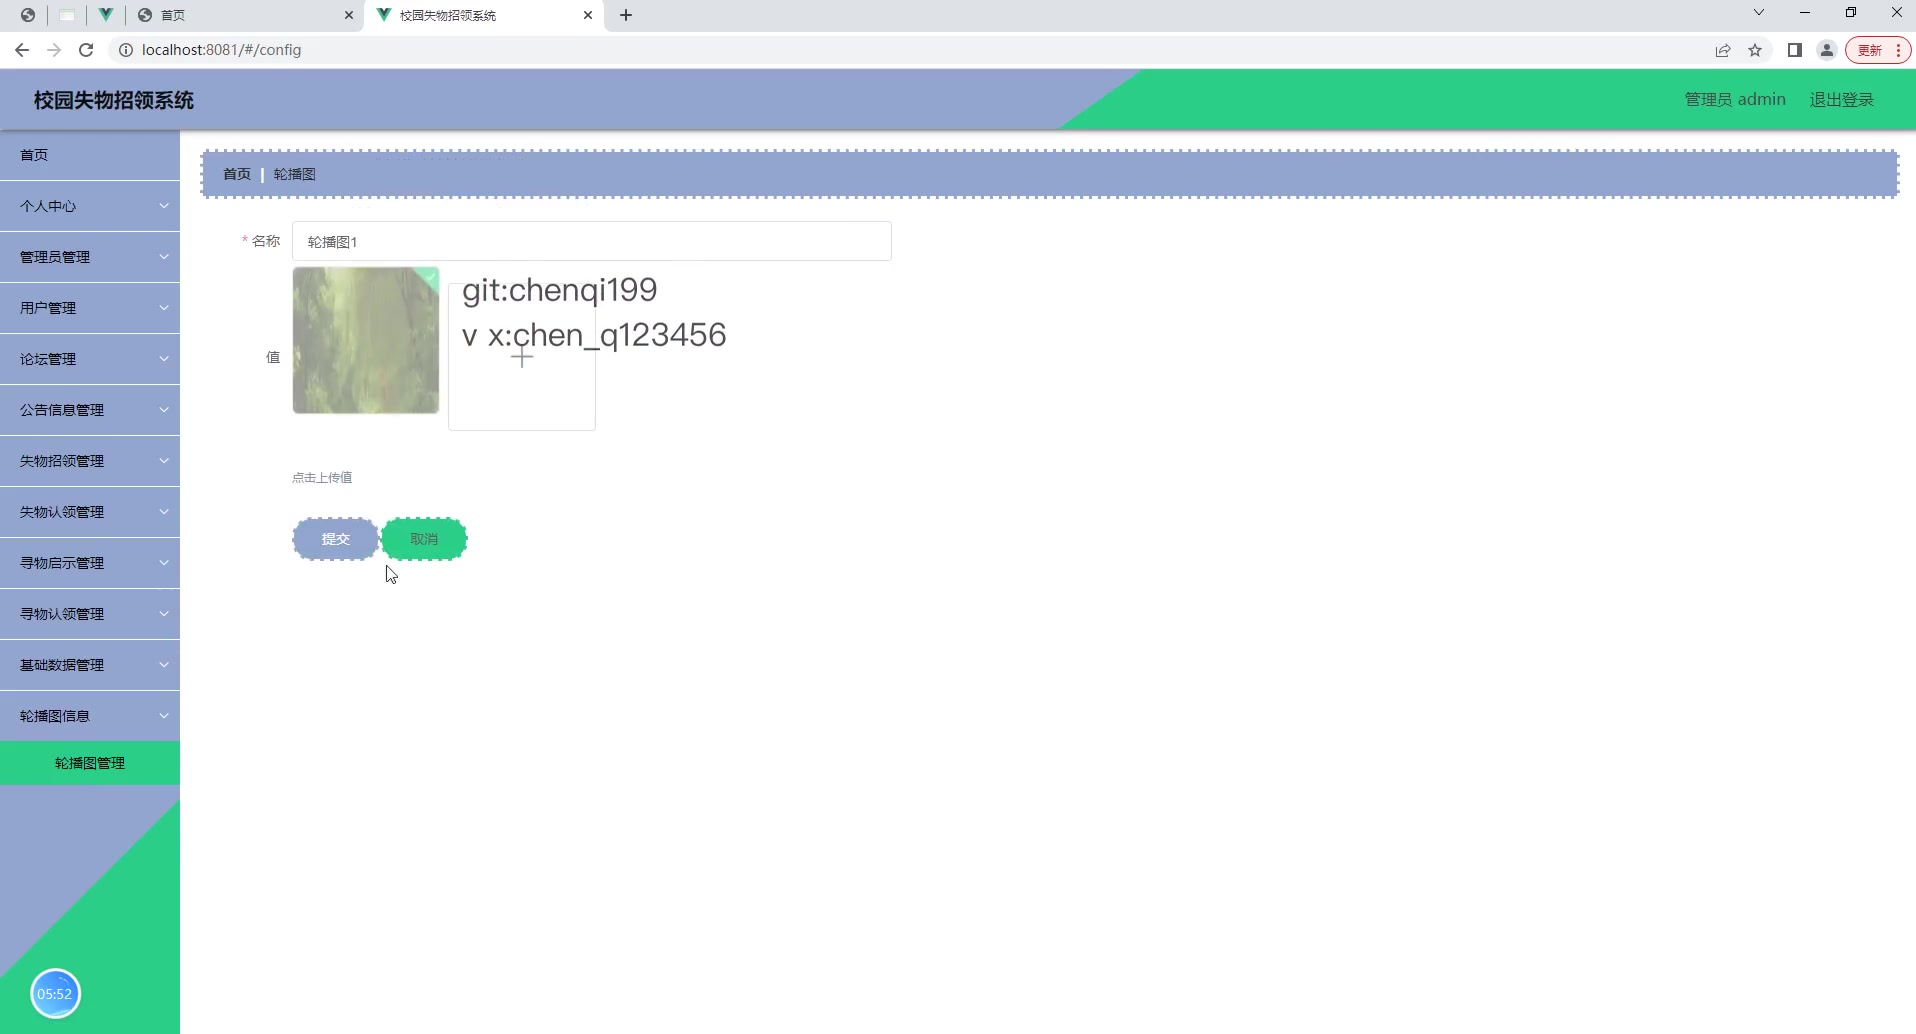 首页
校园失物招领系统
localhost:8081/#/config
更新
校园失物招领系统
管理员 admin
退出登录
首页
个人中心
管理员管理
用户管理
论坛管理
公告信息管理
失物招领管理
失物认领管理
寻物启示管理
寻物认领管理
基础数据管理
轮播图信息
轮播图管理
05:52
首页 | 轮播图
* 名称
轮播图1
值
git:chenqi199
v x:chen_q123456
点击上传值
提交
取消